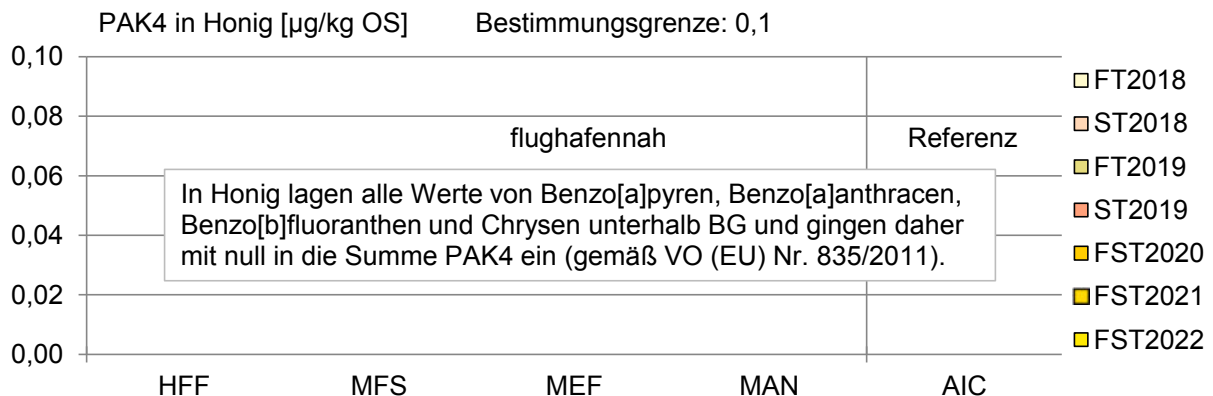 PAK4 in Honig [µg/kg OS] Bestimmungsgrenze: 0,1
0,10
0,08
0,06
0,04
0,02
0,00
flughafennah
Referenz
In Honig lagen alle Werte von Benzo[a]pyren, Benzo[a]anthracen,
Benzo[b]fluoranthen und Chrysen unterhalb BG und gingen daher
mit null in die Summe PAK4 ein (gemäß VO (EU) Nr. 835/2011).
HFF MFS MEF MAN AIC
FT2018
ST2018
FT2019
ST2019
FST2020
FST2021
FST2022